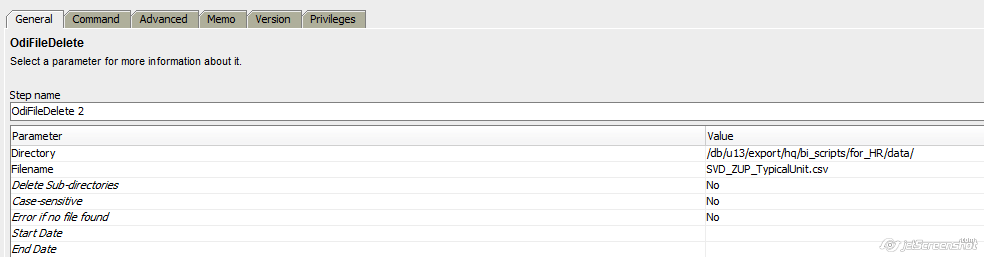 General Command Advanced Memo Version Privileges
OdiFileDelete
Select a parameter for more information about it.
Step name
OdiFileDelete 2
Parameter Value
Directory /db/u13/export/hq/bi_scripts/for_HR/data/
Filename SVD_ZUP_TypicalUnit.csv
Delete Sub-directories No
Case-sensitive No
Error if no file found No
Start Date
End Date
jetScreenshot